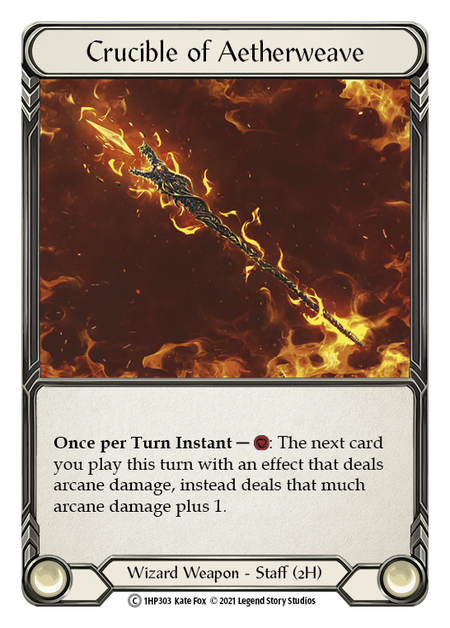 Crucible of Aetherweave
Once per Turn Instant — : The next card
you play this turn with an effect that deals
arcane damage, instead deals that much
arcane damage plus 1.
Wizard Weapon - Staff (2H)
C 1HP303 Kate Fox © 2021 Legend Story Studios